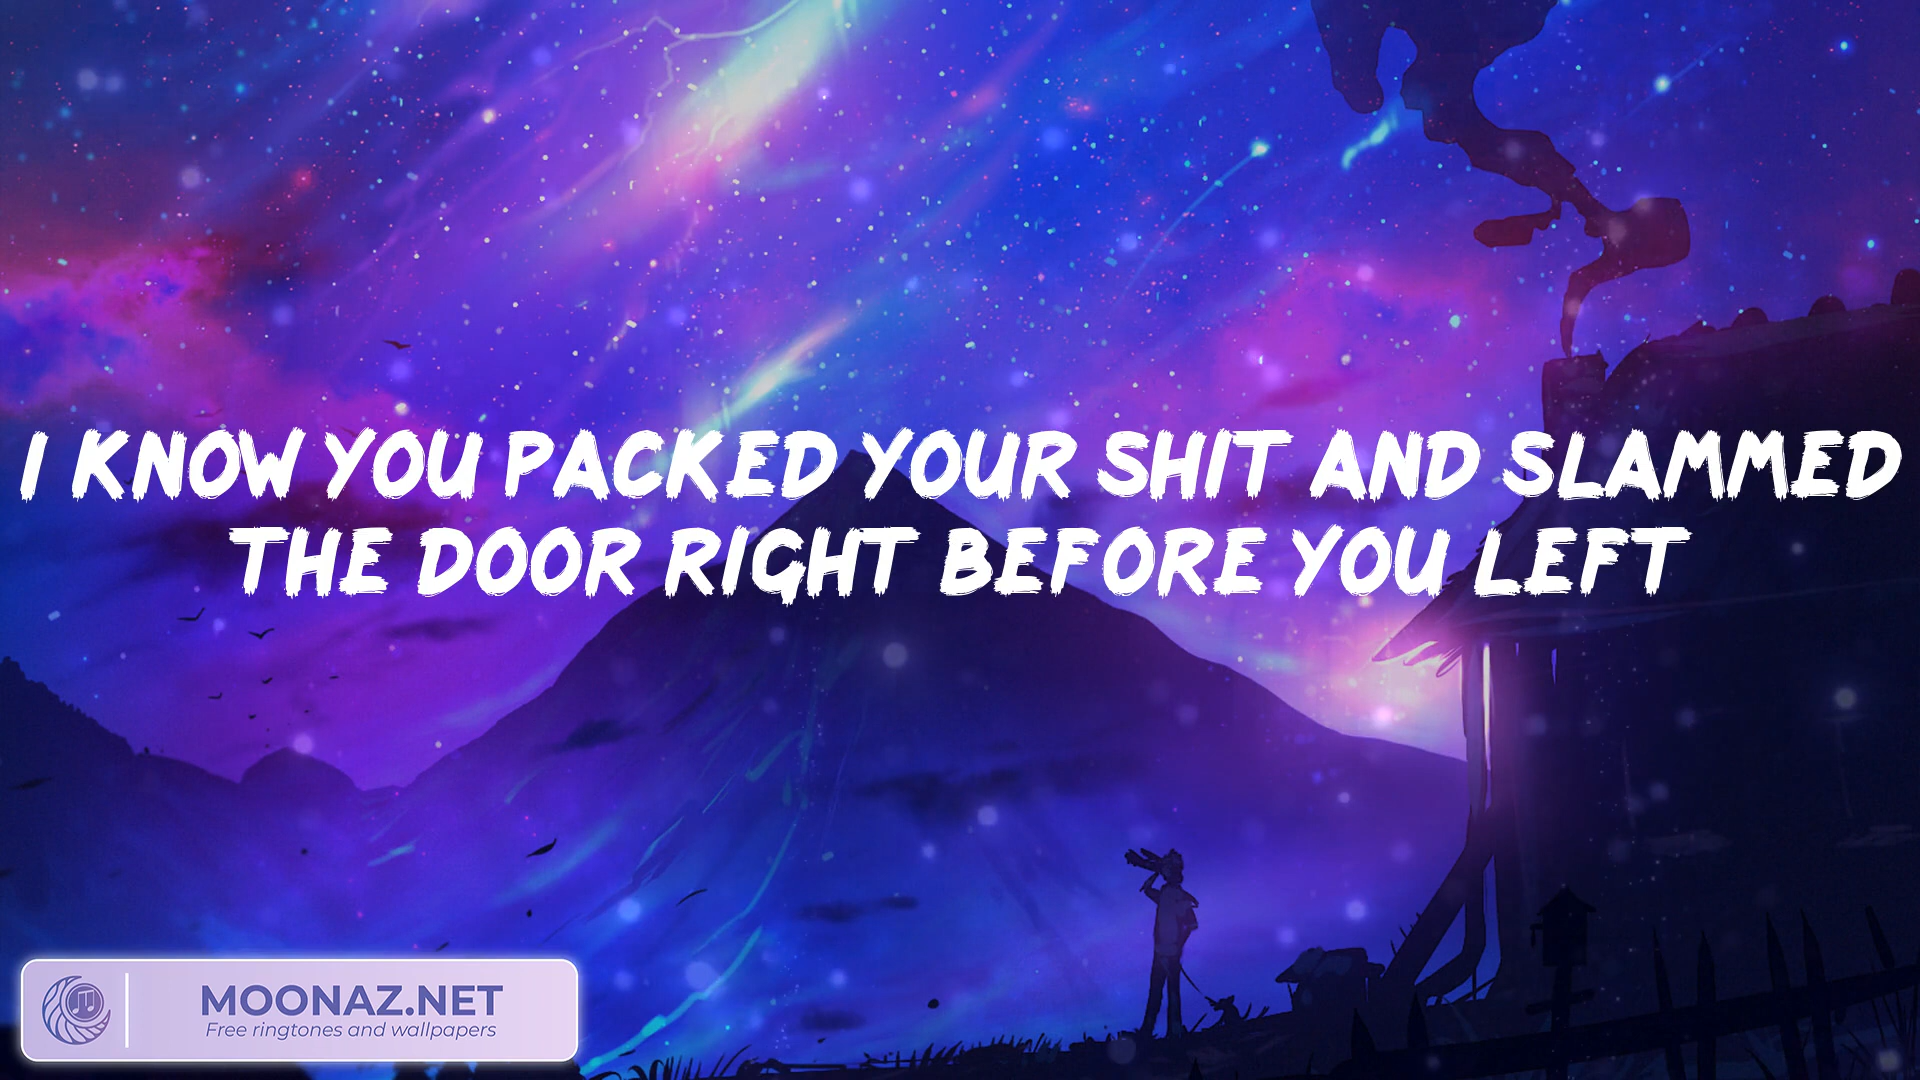 I KNOW YOU PACKED YOUR SHIT AND SLAMMED
THE DOOR RIGHT BEFORE YOU LEFT
MOONAZ.NET
Free ringtones and wallpapers